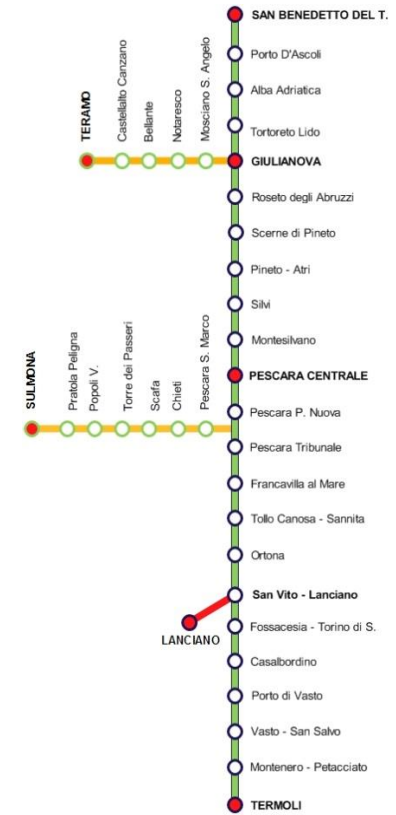 SAN BENEDETTO DEL T.
Porto D'Ascoli
Alba Adriatica
Tortoreto Lido
TERAMO
Castellalto Canzano
Bellante
Notaresco
Mosciano S. Angelo
GIULIANOVA
Roseto degli Abruzzi
Scerne di Pineto
Pineto - Atri
Silvi
Montesilvano
PESCARA CENTRALE
SULMONA
Pratola Peligna
Popoli V.
Torre dei Passeri
Scafa
Chieti
Pescara S. Marco
Pescara P. Nuova
Pescara Tribunale
Francavilla al Mare
Tollo Canosa - Sannita
Ortona
San Vito - Lanciano
LANCIANO
Fossacesia - Torino di S.
Casalbordino
Porto di Vasto
Vasto - San Salvo
Montenero - Petacciato
TERMOLI